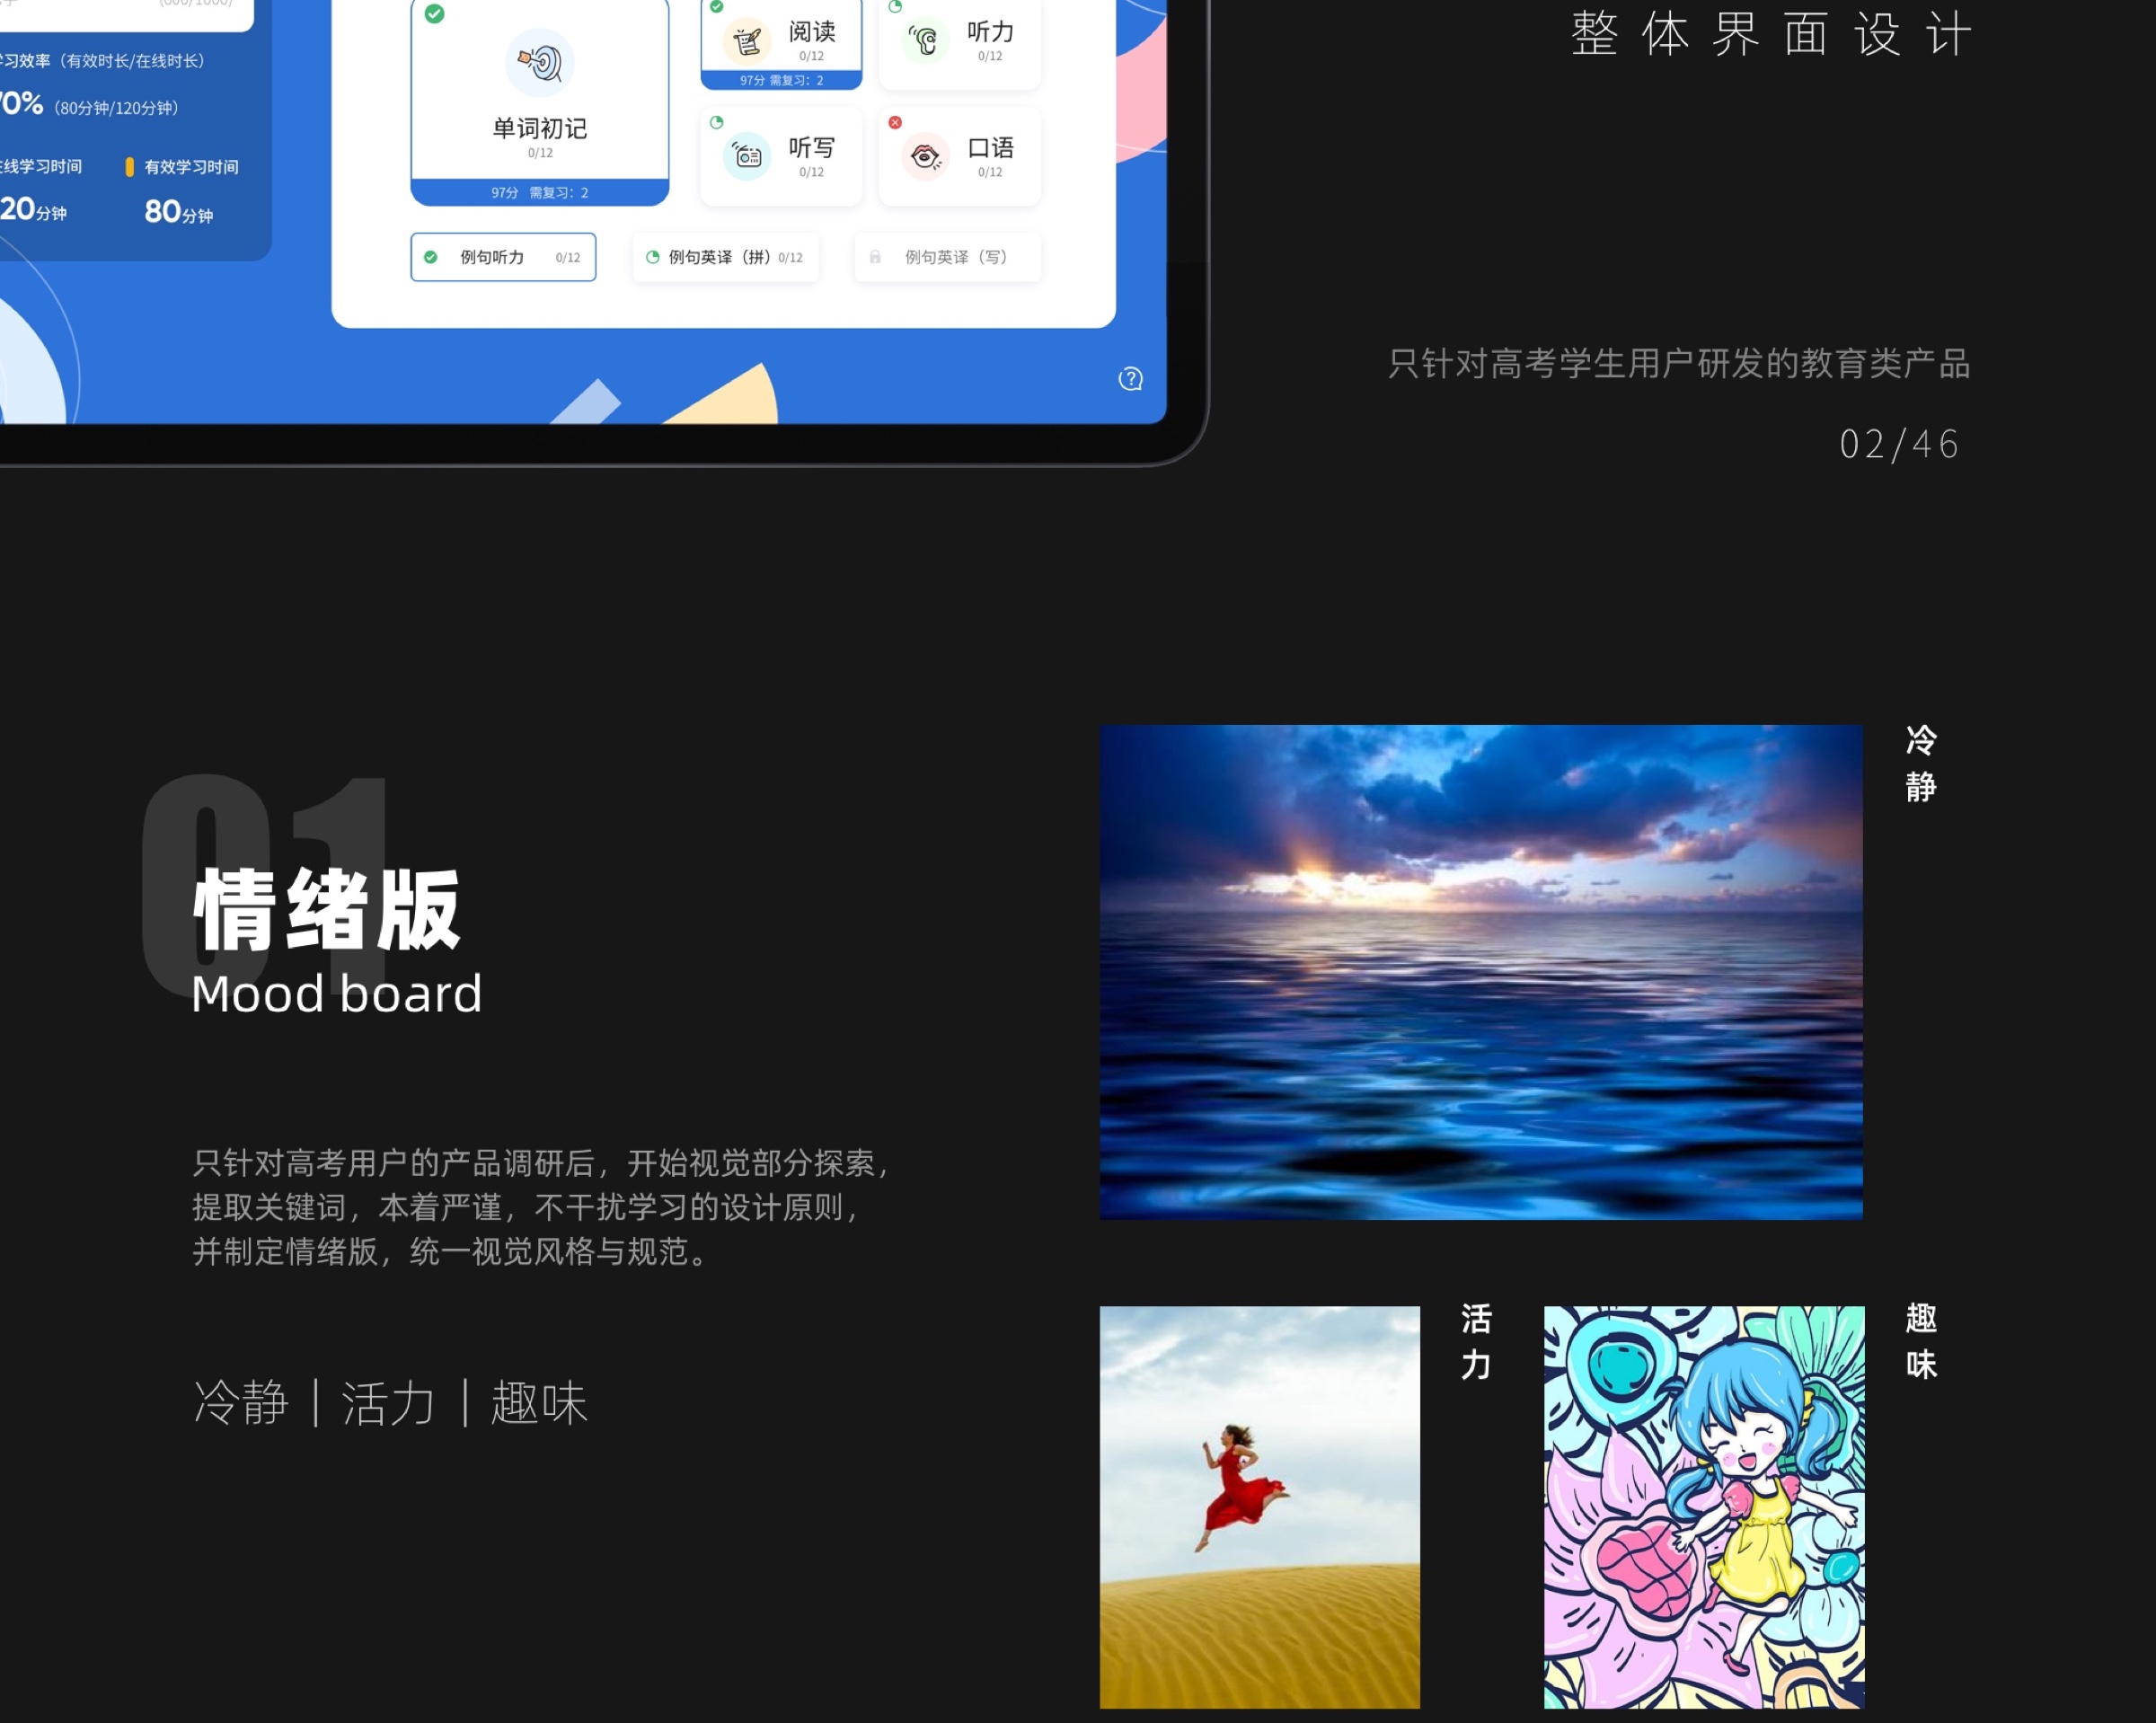 整体界面设计
习效率（有效时长/在线时长）
70%（80分钟/120分钟）
线学习时间
有效学习时间
20分钟
80分钟
单词初记
0/12
97分 需复习：2
阅读
0/12
97分 需复习：2
听力
0/12
听写
0/12
口语
0/12
例句听力 0/12
例句英译（拼）0/12
例句英译（写）
只针对高考学生用户研发的教育类产品
02/46
01
情绪版
Mood board
只针对高考用户的产品调研后，开始视觉部分探索，
提取关键词，本着严谨，不干扰学习的设计原则，
并制定情绪版，统一视觉风格与规范。
冷静｜活力｜趣味
冷静
活力
趣味